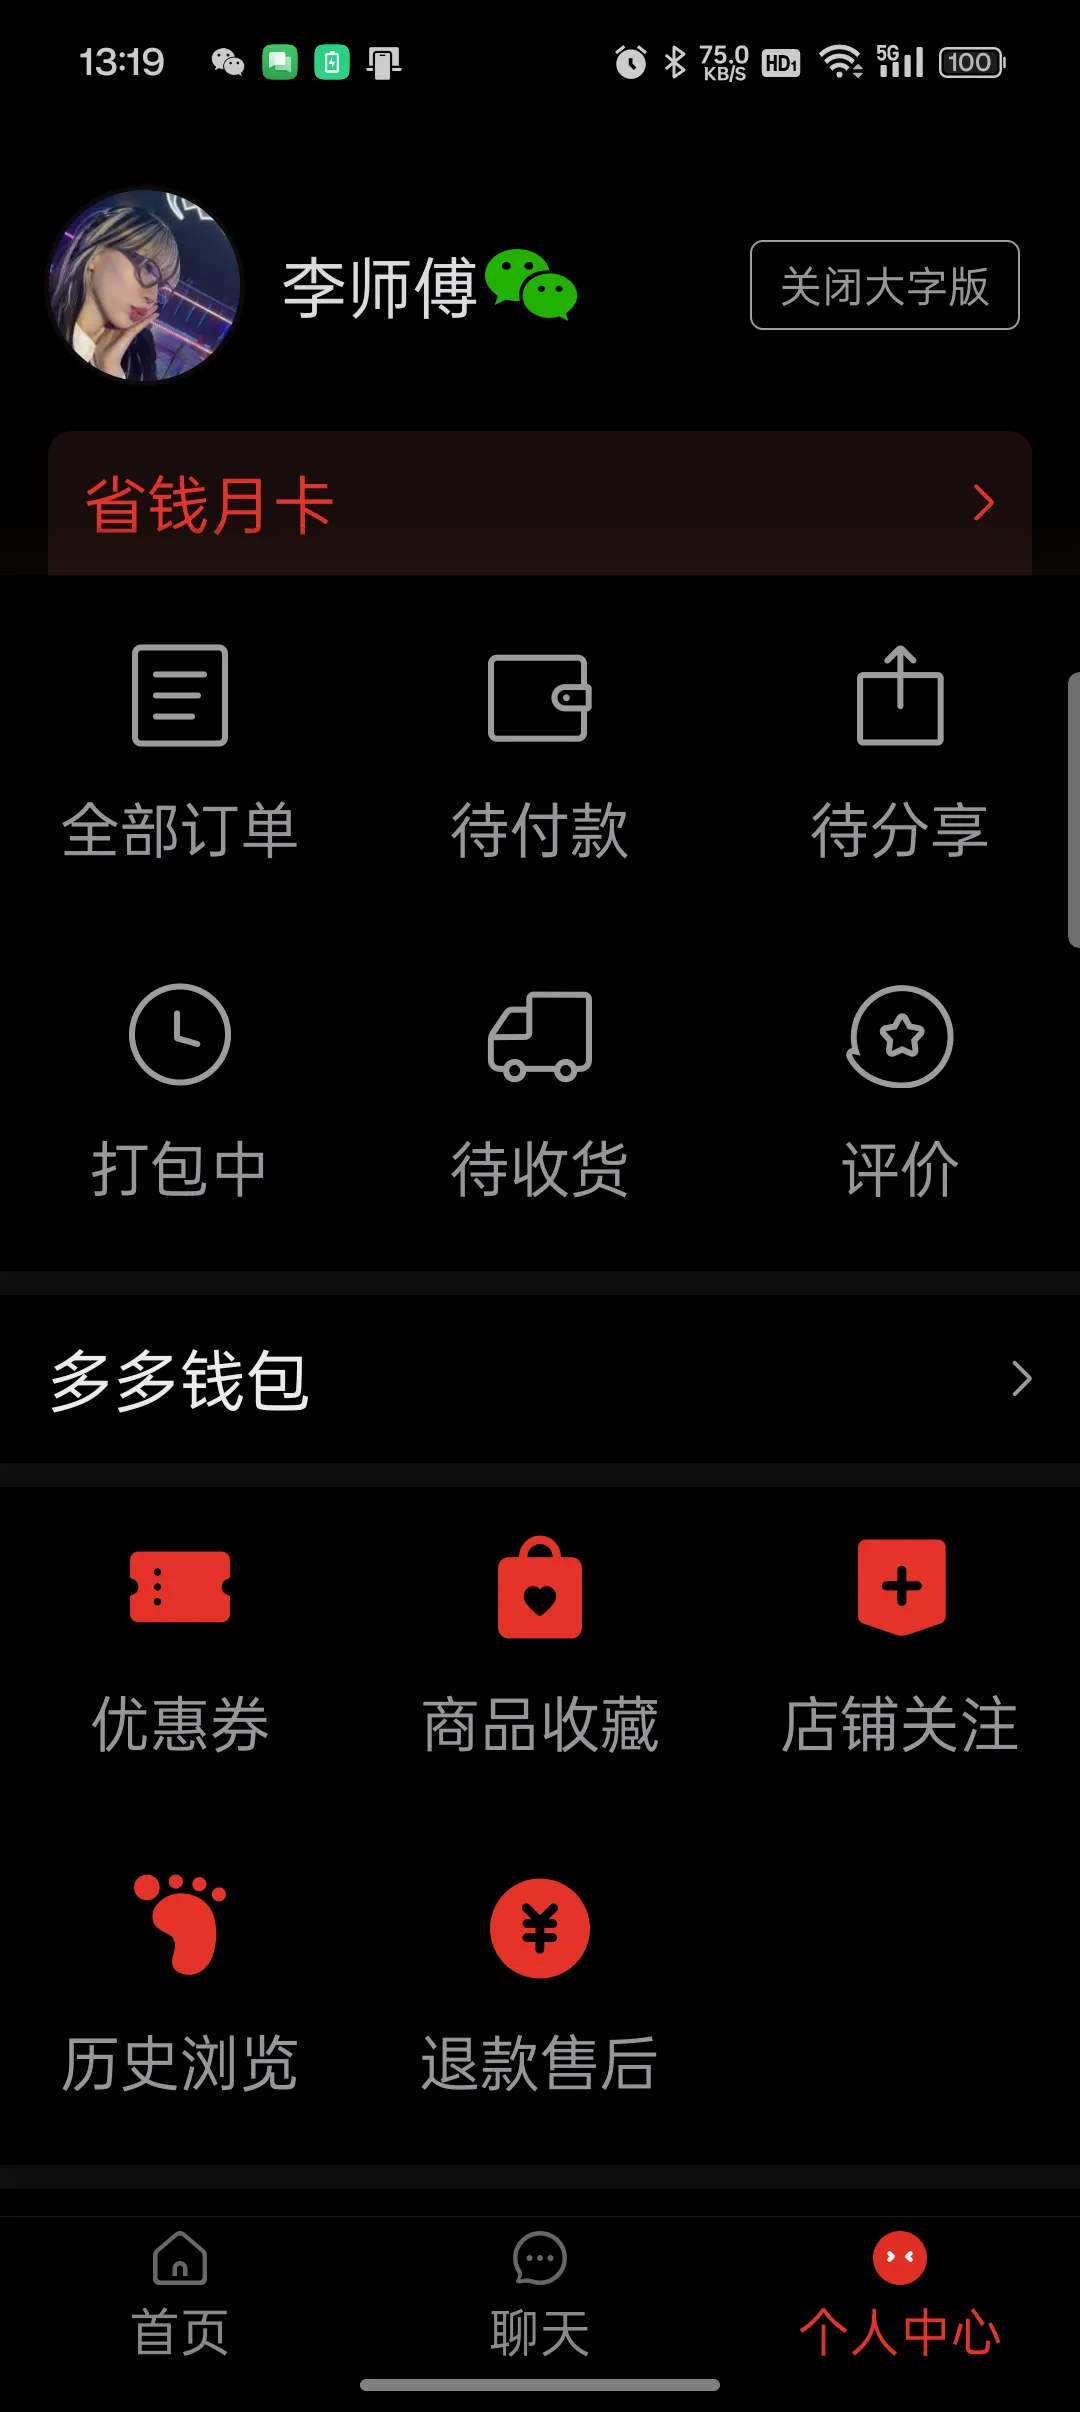 13:19 75.0 KB/S HD1 5G 100
李师傅 关闭大字版
省钱月卡
全部订单 待付款 待分享
打包中 待收货 评价
多多钱包
优惠券 商品收藏 店铺关注
历史浏览 退款售后
首页 聊天 个人中心